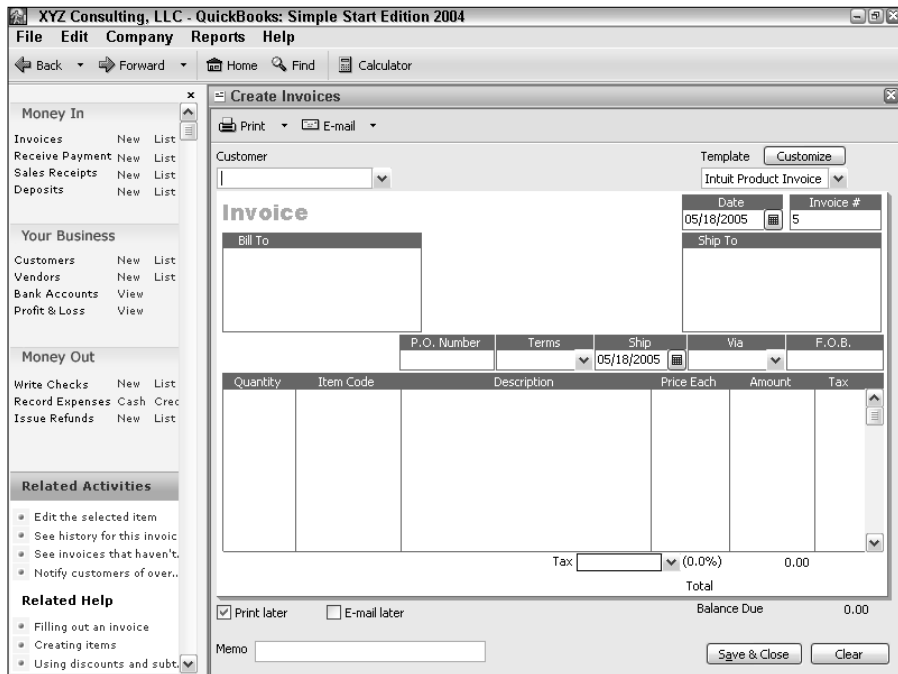 XYZ Consulting, LLC - QuickBooks: Simple Start Edition 2004
File Edit Company Reports Help
Back Forward Home Find Calculator
Money In
Invoices New List
Receive Payment New List
Sales Receipts New List
Deposits New List
Your Business
Customers New List
Vendors New List
Bank Accounts View
Profit & Loss View
Money Out
Write Checks New List
Record Expenses Cash Crec
Issue Refunds New List
Related Activities
Edit the selected item
See history for this invoic
See invoices that haven't.
Notify customers of over..
Related Help
Filling out an invoice
Creating items
Using discounts and subt.
Create Invoices
Print E-mail
Customer
Template Customize
Intuit Product Invoice
Invoice
Date Invoice #
05/18/2005 5
Bill To Ship To
P.O. Number Terms Ship Via F.O.B.
05/18/2005
Quantity Item Code Description Price Each Amount Tax
Tax (0.0%) 0.00
Total
Print later E-mail later Balance Due 0.00
Memo Save & Close Clear